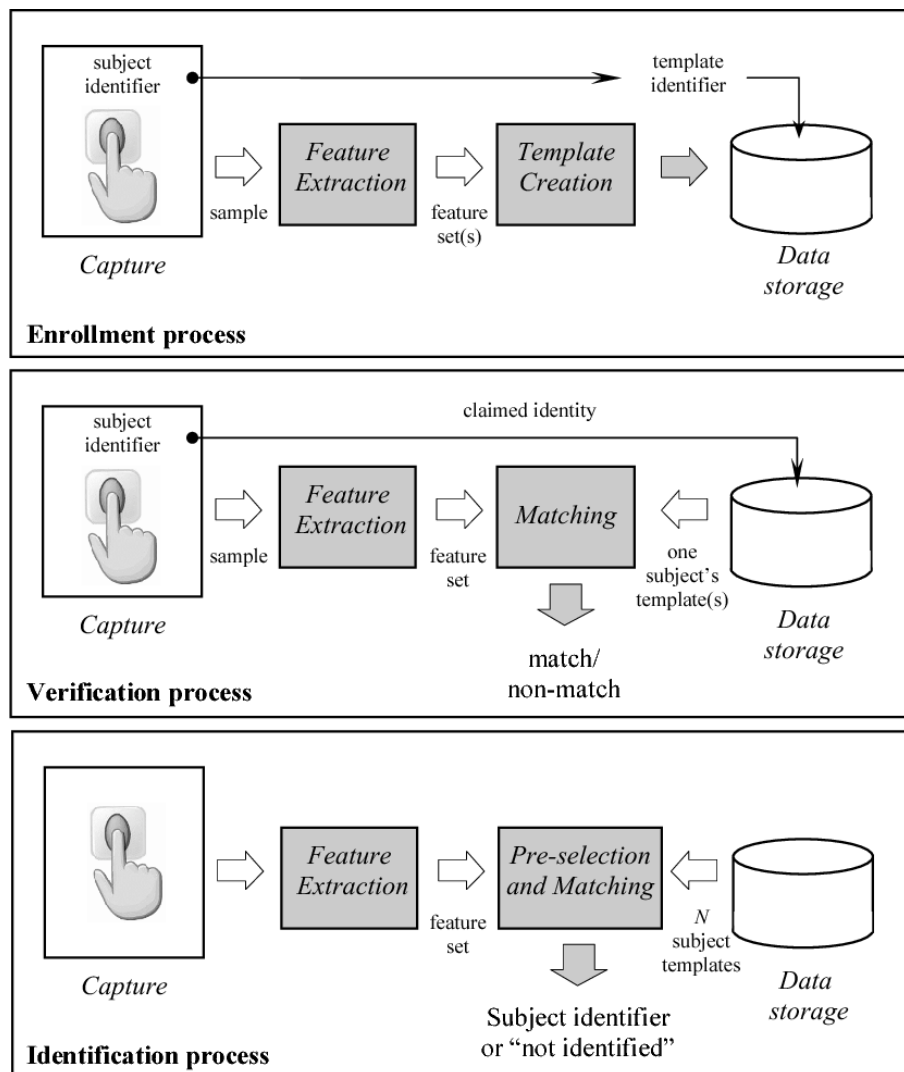 subject
identifier
template
identifier
Feature
Extraction
Template
Creation
sample
feature
set(s)
Capture
Data
storage
Enrollment process
subject
identifier
claimed identity
Feature
Extraction
Matching
sample
feature
set
one
subject's
template(s)
Capture
Data
storage
match/
non-match
Verification process
Feature
Extraction
Pre-selection
and Matching
feature
set
N
subject
templates
Capture
Data
storage
Subject identifier
or “not identified”
Identification process